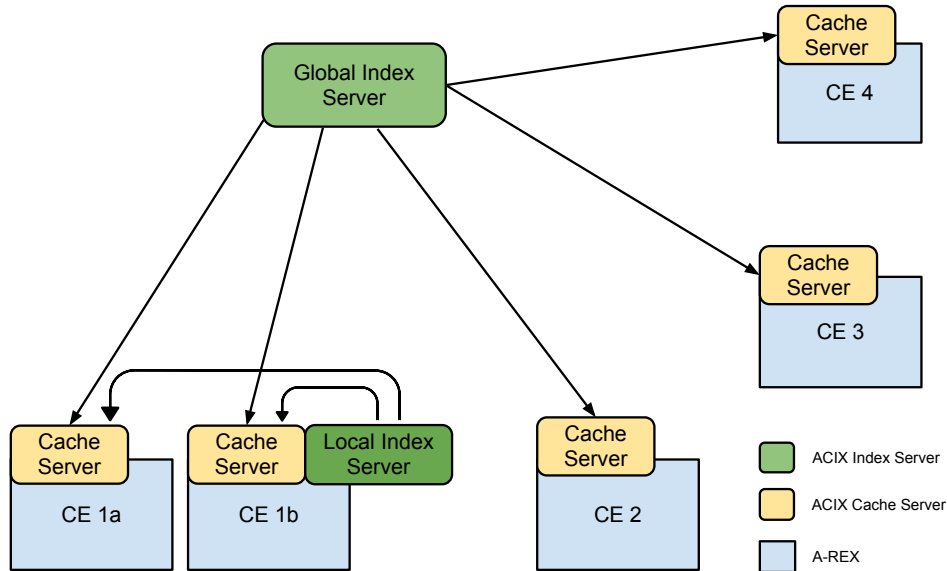 Cache
Server
CE 4
Global Index
Server
Cache
Server
CE 3
Cache
Server
CE 1a
Cache
Server
Local Index
Server
CE 1b
Cache
Server
CE 2
ACIX Index Server
ACIX Cache Server
A-REX